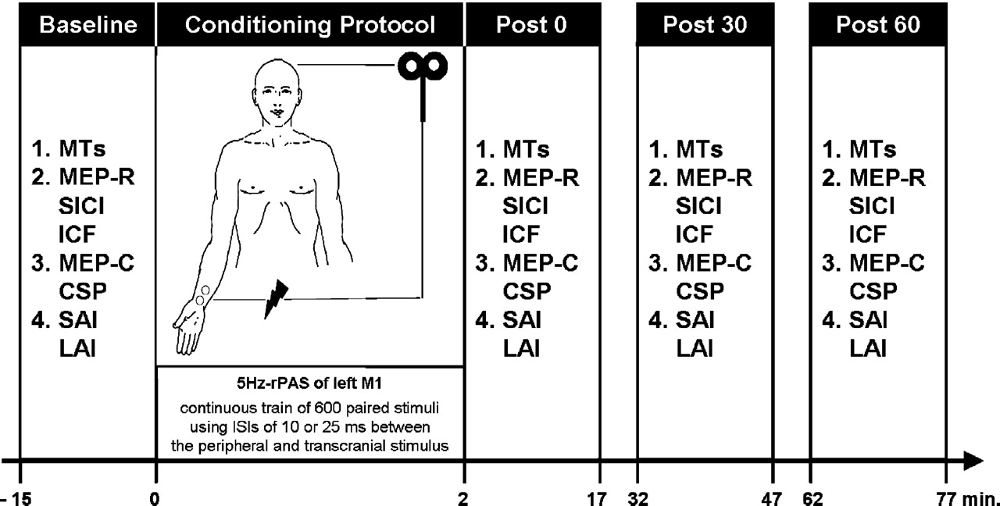 Baseline
Conditioning Protocol
Post 0
Post 30
Post 60
1. MTs
2. MEP-R
SICI
ICF
3. MEP-C
CSP
4. SAI
LAI
5Hz-rPAS of left M1
continuous train of 600 paired stimuli
using ISIs of 10 or 25 ms between
the peripheral and transcranial stimulus
1. MTs
2. MEP-R
SICI
ICF
3. MEP-C
CSP
4. SAI
LAI
1. MTs
2. MEP-R
SICI
ICF
3. MEP-C
CSP
4. SAI
LAI
1. MTs
2. MEP-R
SICI
ICF
3. MEP-C
CSP
4. SAI
LAI
- 15 0 2 17 32 47 62 77 min.